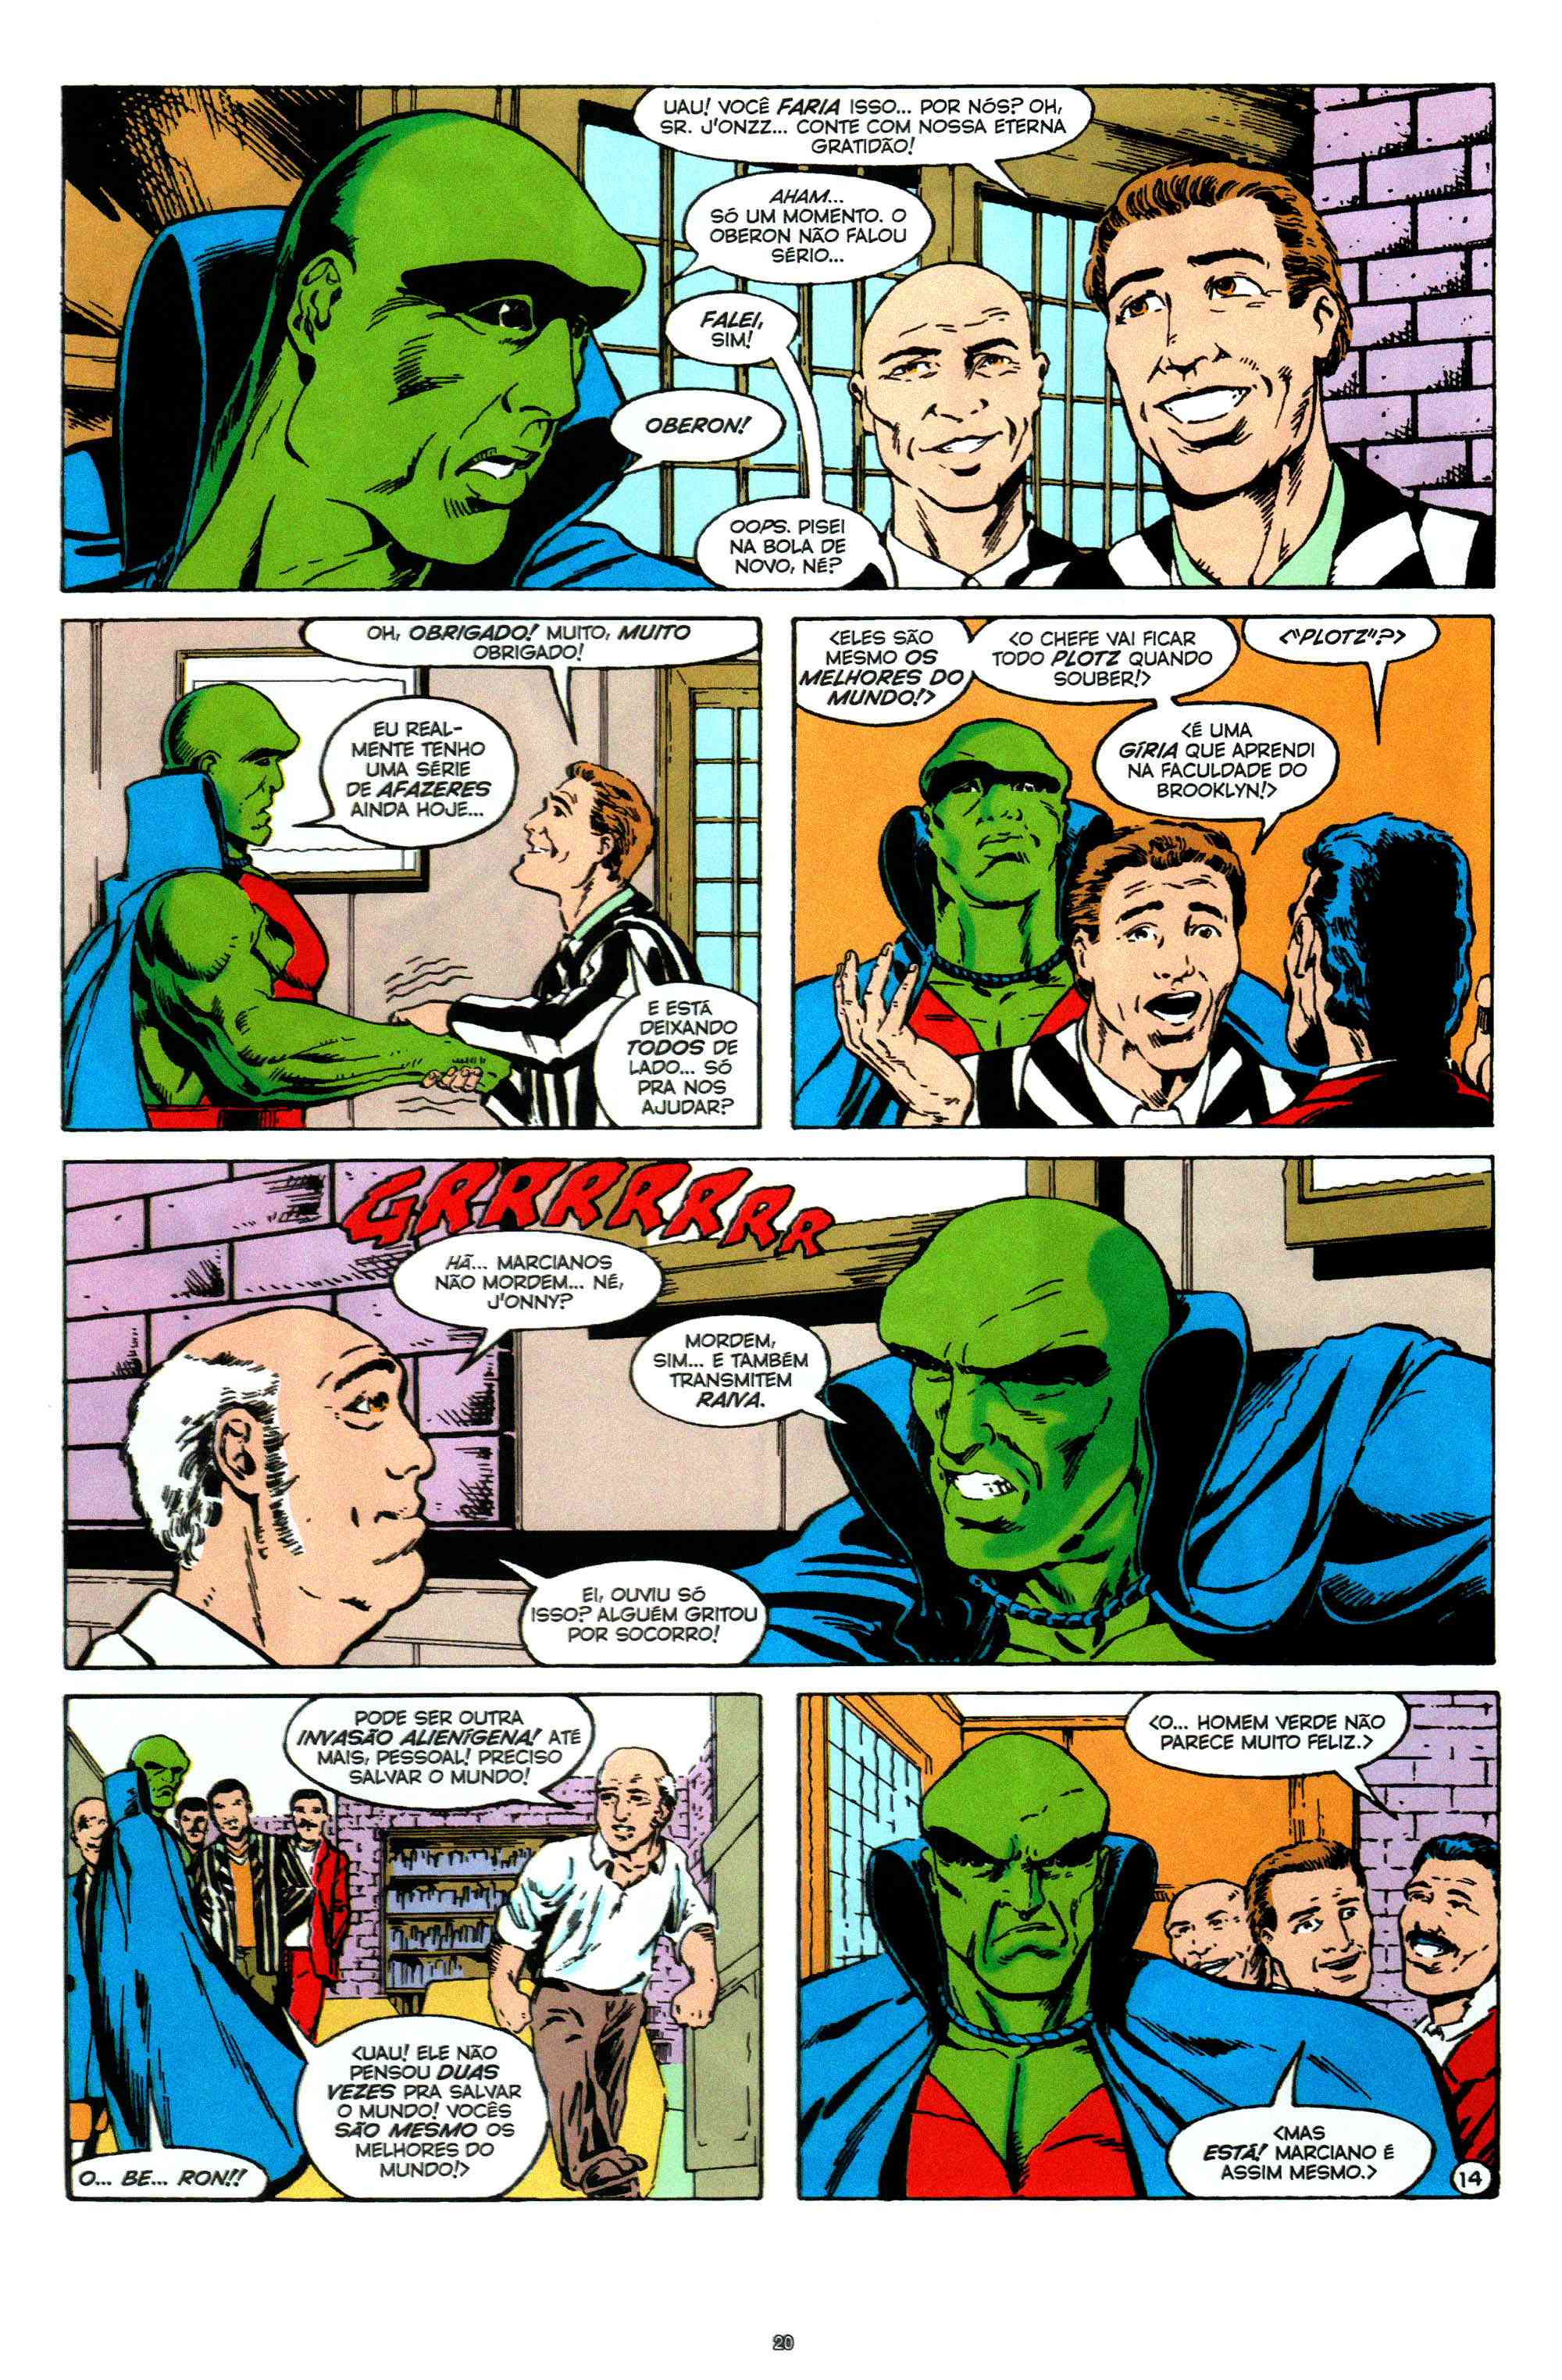 UAU! VOCÊ FARIA ISSO... POR NÓS? OH,
SR. J'ONZZ... CONTE COM NOSSA ETERNA
GRATIDÃO!
AHAM...
SÓ UM MOMENTO. O
OBERON NÃO FALOU
SÉRIO...
FALEI,
SIM!
OBERON!
OOPS. PISEI
NA BOLA DE
NOVO, NÉ?
OH, OBRIGADO! MUITO, MUITO
OBRIGADO!
EU REAL-
MENTE TENHO
UMA SÉRIE
DE AFAZERES
AINDA HOJE...
E ESTÁ
DEIXANDO
TODOS DE
LADO... SÓ
PRA NOS
AJUDAR?
<ELES SÃO
MESMO OS
MELHORES DO
MUNDO!>
<O CHEFE VAI FICAR
TODO PLOTZ QUANDO
SOUBER!>
<"PLOTZ"?>
<É UMA
GÍRIA QUE APRENDI
NA FACULDADE DO
BROOKLYN!>
GRRRRRRRR
HÃ... MARCIANOS
NÃO MORDEM... NÉ,
J'ONNY?
MORDEM,
SIM... E TAMBÉM
TRANSMITEM
RAIVA.
EI, OUVIU SÓ
ISSO? ALGUÉM GRITOU
POR SOCORRO!
PODE SER OUTRA
INVASÃO ALIENÍGENA! ATÉ
MAIS, PESSOAL! PRECISO
SALVAR O MUNDO!
<UAU! ELE NÃO
PENSOU DUAS
VEZES PRA SALVAR
O MUNDO! VOCÊS
SÃO MESMO OS
MELHORES DO
MUNDO!>
O... BE... RON!!
<O... HOMEM VERDE NÃO
PARECE MUITO FELIZ.>
<MAS
ESTÁ! MARCIANO É
ASSIM MESMO.>
14
20